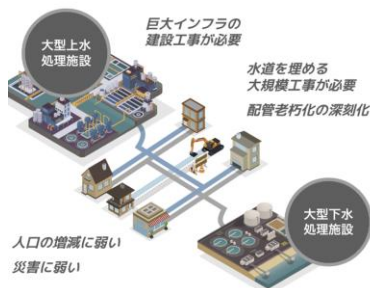 大型上水
処理施設
巨大インフラの
建設工事が必要
水道を埋める
大規模工事が必要
配管老朽化の深刻化
大型下水
処理施設
人口の増減に弱い
災害に弱い